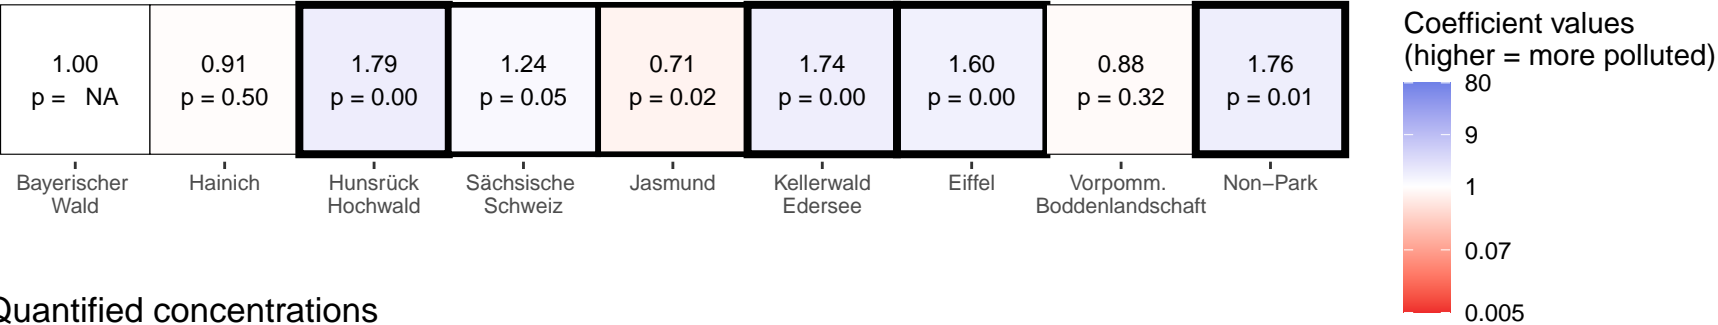 1.00
p =   NA
0.91
p = 0.50
1.79
p = 0.00
1.24
p = 0.05
0.71
p = 0.02
1.74
p = 0.00
1.60
p = 0.00
0.88
p = 0.32
1.76
p = 0.01
Bayerischer
Wald
Hainich
Hunsrück
Hochwald
Sächsische
Schweiz
Jasmund
Kellerwald
Edersee
Eiffel
Vorpomm.
Boddenlandschaft
Non−Park
Coefficient values
(higher = more polluted)
80
9
1
0.07
0.005
Quantified concentrations